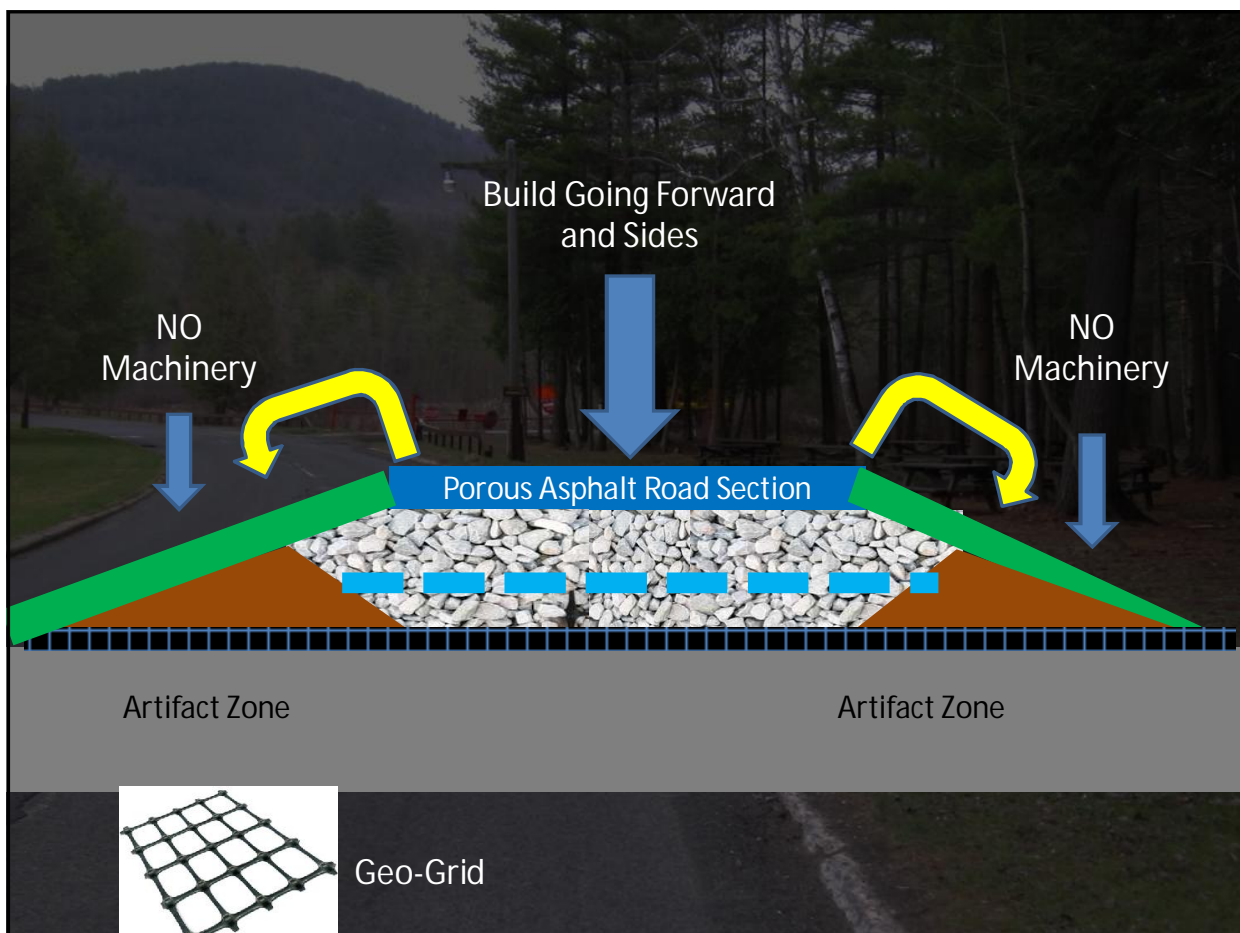 Build Going Forward
and Sides
NO
Machinery
NO
Machinery
Porous Asphalt Road Section
Artifact Zone
Artifact Zone
Geo-Grid